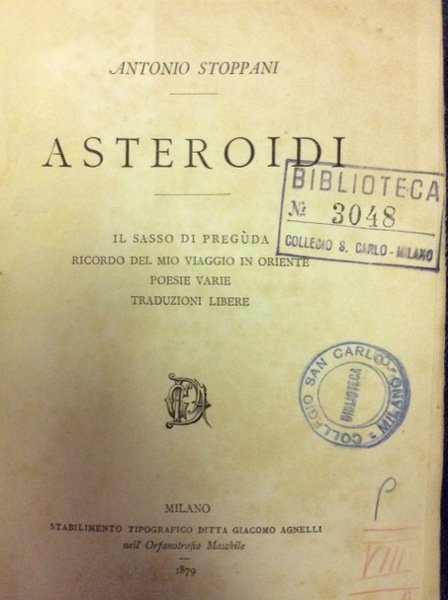 ANTONIO STOPPANI
ASTEROIDI
BIBLIOTECA
№ 3048
COLLEGIO S. CARLO - MILANO
IL SASSO DI PREGÙDA
RICORDO DEL MIO VIAGGIO IN ORIENTE
POESIE VARIE
TRADUZIONI LIBERE
COLLEGIO SAN CARLO - MILANO -
BIBLIOTECA
MILANO
STABILIMENTO TIPOGRAFICO DITTA GIACOMO AGNELLI
nell' Orfanotrofio Maschile
1879
P
VIII